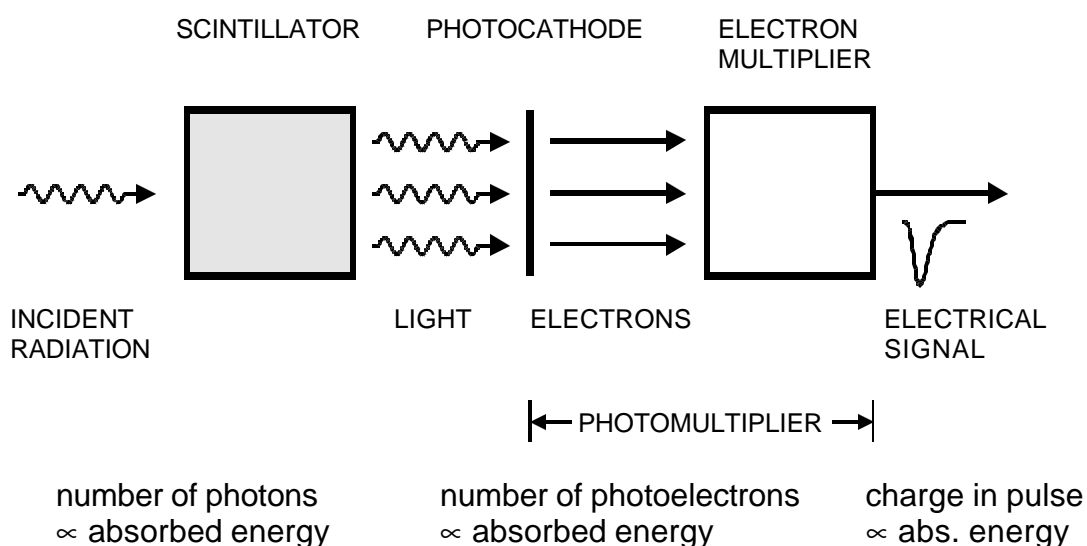 SCINTILLATOR
PHOTOCATHODE
ELECTRON
MULTIPLIER
INCIDENT
RADIATION
LIGHT
ELECTRONS
ELECTRICAL
SIGNAL
PHOTOMULTIPLIER
number of photons
∝ absorbed energy
number of photoelectrons
∝ absorbed energy
charge in pulse
∝ abs. energy